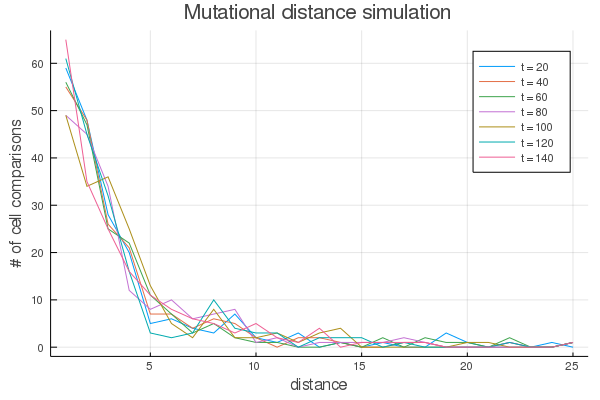 Mutational distance simulation
# of cell comparisons
60
50
40
30
20
10
0
t = 20
t = 40
t = 60
t = 80
t = 100
t = 120
t = 140
5
10
15
20
25
distance